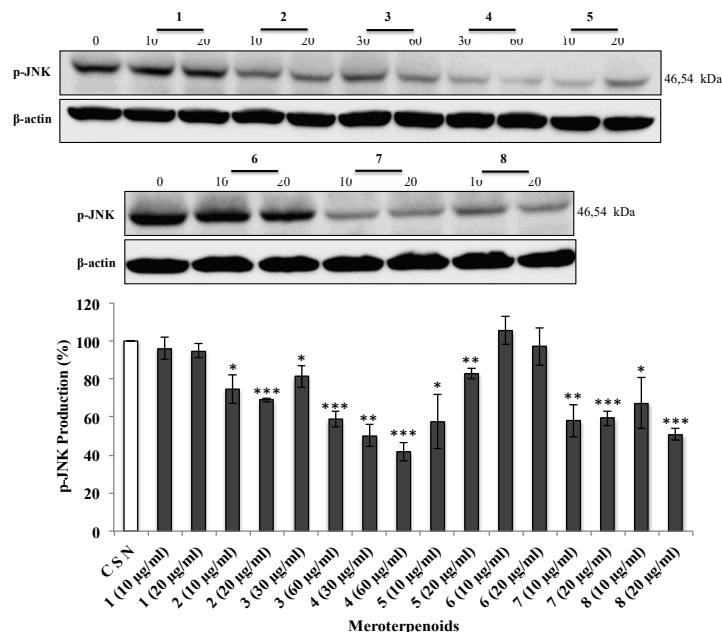 1 2 3 4 5
0 10 20 10 20 30 60 30 60 10 20
p-JNK 46,54 kDa
β-actin
6 7 8
0 10 20 10 20 10 20
p-JNK 46,54 kDa
β-actin
120
100
80
60
40
20
0
p-JNK Production (%)
* *** * *** ** *** * ** ** *** * ***
C S N
1 (10 µg/ml)
1 (20 µg/ml)
2 (10 µg/ml)
2 (20 µg/ml)
3 (30 µg/ml)
3 (60 µg/ml)
4 (30 µg/ml)
4 (60 µg/ml)
5 (10 µg/ml)
5 (20 µg/ml)
6 (10 µg/ml)
6 (20 µg/ml)
7 (10 µg/ml)
7 (20 µg/ml)
8 (10 µg/ml)
8 (20 µg/ml)
Meroterpenoids